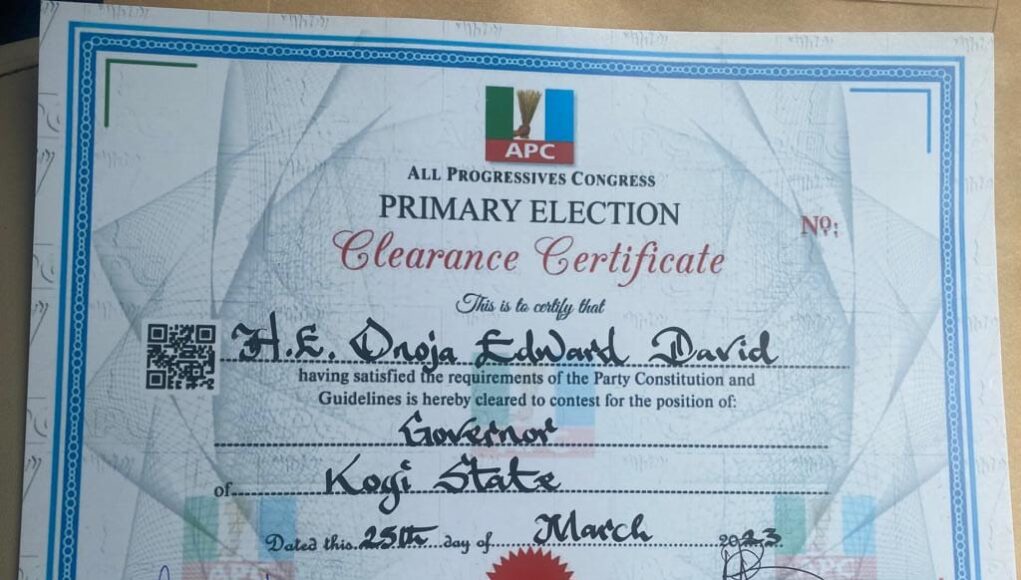 APC
ALL PROGRESSIVES CONGRESS
PRIMARY ELECTION
Nº:
Clearance Certificate
This is to certify that
H.E. Onoja Edward David
having satisfied the requirements of the Party Constitution and
Guidelines is hereby cleared to contest for the position of:
Governor
of Kogi State
Dated this 25th day of March 2023